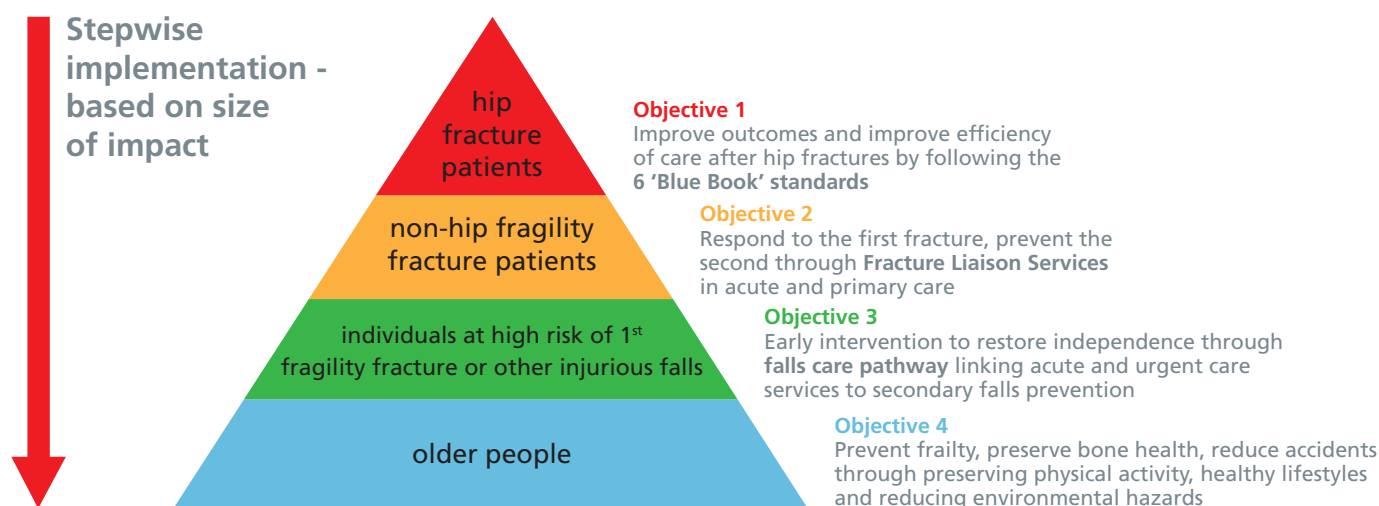 Stepwise
implementation -
based on size
of impact
hip
fracture
patients
Objective 1
Improve outcomes and improve efficiency
of care after hip fractures by following the
6 ‘Blue Book’ standards
non-hip fragility
fracture patients
Objective 2
Respond to the first fracture, prevent the
second through Fracture Liaison Services
in acute and primary care
individuals at high risk of 1st
fragility fracture or other injurious falls
Objective 3
Early intervention to restore independence through
falls care pathway linking acute and urgent care
services to secondary falls prevention
older people
Objective 4
Prevent frailty, preserve bone health, reduce accidents
through preserving physical activity, healthy lifestyles
and reducing environmental hazards